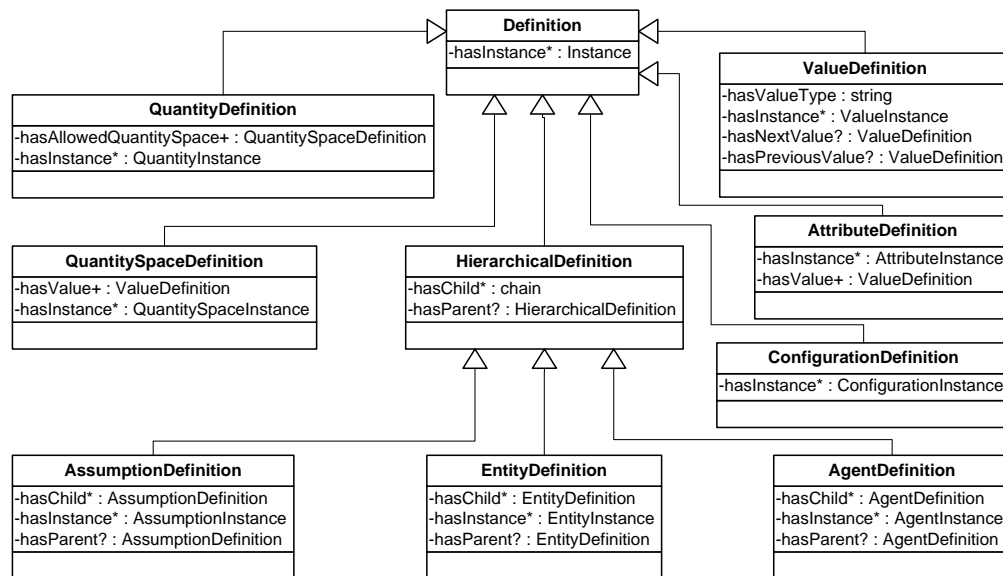 Definition
-hasInstance* : Instance
ValueDefinition
-hasValueType : string
-hasInstance* : ValueInstance
-hasNextValue? : ValueDefinition
-hasPreviousValue? : ValueDefinition
QuantityDefinition
-hasAllowedQuantitySpace+ : QuantitySpaceDefinition
-hasInstance* : QuantityInstance
AttributeDefinition
-hasInstance* : AttributeInstance
-hasValue+ : ValueDefinition
QuantitySpaceDefinition
-hasValue+ : ValueDefinition
-hasInstance* : QuantitySpaceInstance
HierarchicalDefinition
-hasChild* : chain
-hasParent? : HierarchicalDefinition
ConfigurationDefinition
-hasInstance* : ConfigurationInstance
AssumptionDefinition
-hasChild* : AssumptionDefinition
-hasInstance* : AssumptionInstance
-hasParent? : AssumptionDefinition
EntityDefinition
-hasChild* : EntityDefinition
-hasInstance* : EntityInstance
-hasParent? : EntityDefinition
AgentDefinition
-hasChild* : AgentDefinition
-hasInstance* : AgentInstance
-hasParent? : AgentDefinition